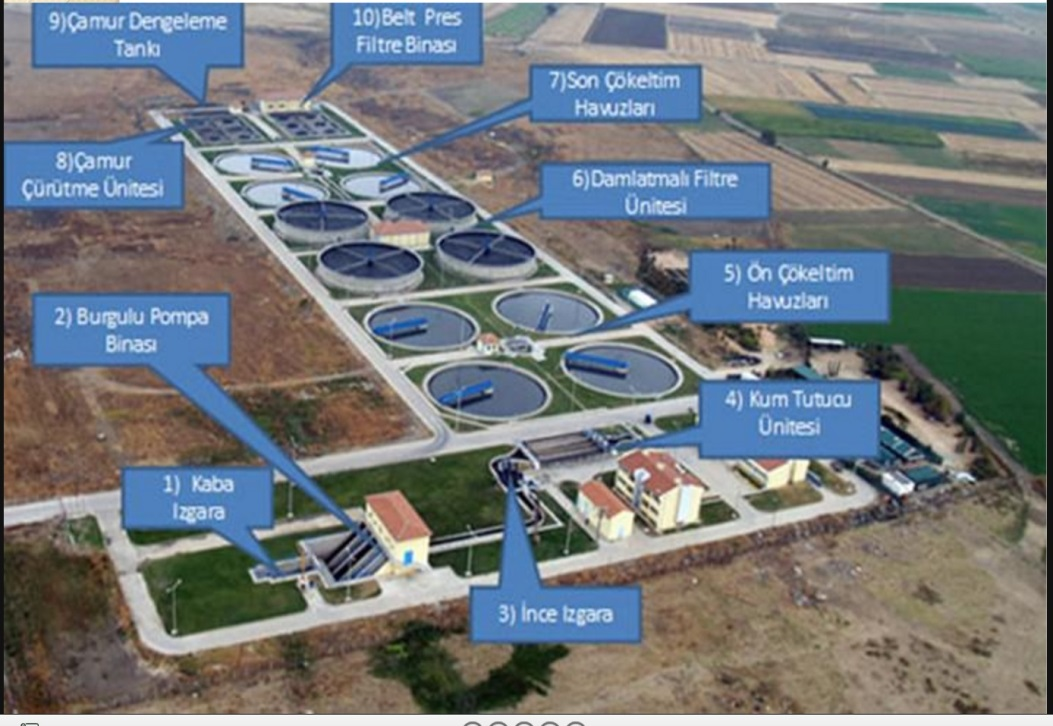 9)Çamur Dengeleme
Tankı
10)Belt Pres
Filtre Binası
7)Son Çökeltim
Havuzları
8)Çamur
Çürütme Ünitesi
6)Damlatmalı Filtre
Ünitesi
5) Ön Çökeltim
Havuzları
2) Burgulu Pompa
Binası
4) Kum Tutucu
Ünitesi
1) Kaba
Izgara
3) İnce Izgara